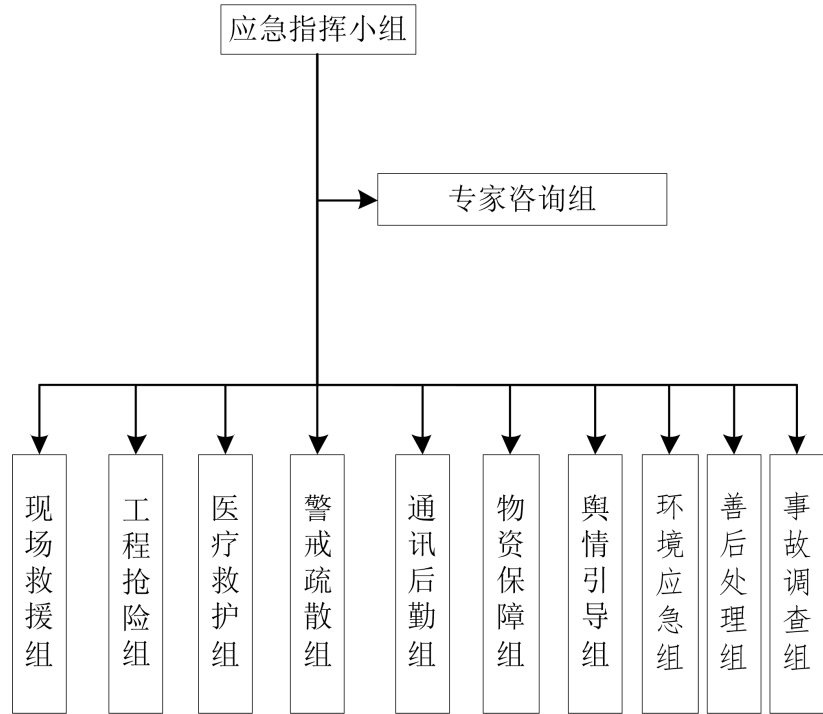 应急指挥小组
专家咨询组
现场救援组
工程抢险组
医疗救护组
警戒疏散组
通讯后勤组
物资保障组
舆情引导组
环境应急组
善后处理组
事故调查组